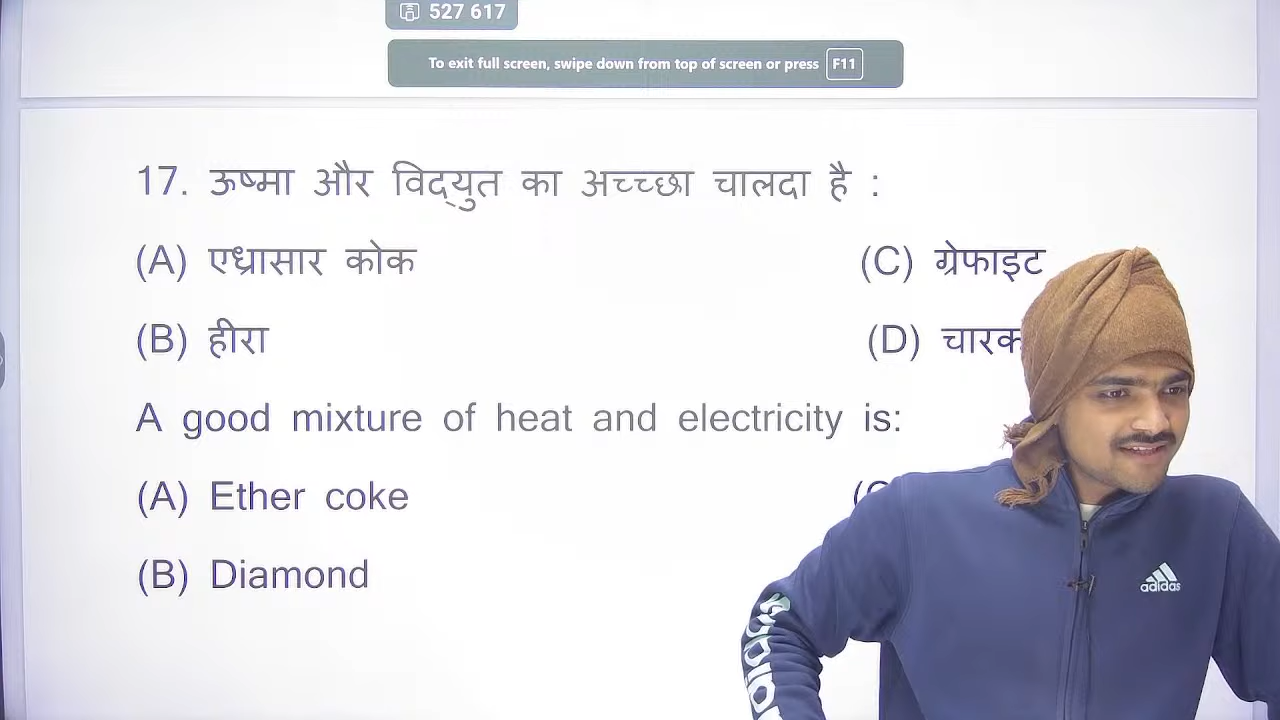 527 617
To exit full screen, swipe down from top of screen or press F11
17. ऊष्मा और विद्युत का अच्च्छा चालदा है :
(A) एध्रासार कोक (C) ग्रेफाइट
(B) हीरा (D)
A good mixture of heat and electricity is:
(A) Ether coke
(B) Diamond
adidas